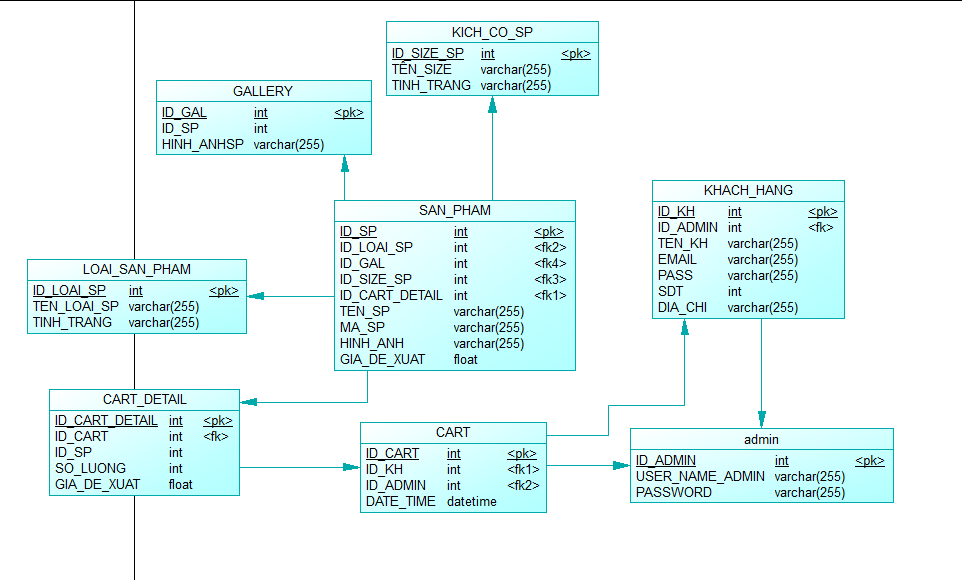 KICH_CO_SP
ID_SIZE_SP int <pk>
TÊN_SIZE varchar(255)
TINH_TRANG varchar(255)
GALLERY
ID_GAL int <pk>
ID_SP int
HINH_ANHSP varchar(255)
KHACH_HANG
ID_KH int <pk>
ID_ADMIN int <fk>
TEN_KH varchar(255)
EMAIL varchar(255)
PASS varchar(255)
SDT int
DIA_CHI varchar(255)
SAN_PHAM
ID_SP int <pk>
ID_LOAI_SP int <fk2>
ID_GAL int <fk4>
ID_SIZE_SP int <fk3>
ID_CART_DETAIL int <fk1>
TEN_SP varchar(255)
MA_SP varchar(255)
HINH_ANH varchar(255)
GIA_DE_XUAT float
LOAI_SAN_PHAM
ID_LOAI_SP int <pk>
TEN_LOAI_SP varchar(255)
TINH_TRANG varchar(255)
CART_DETAIL
ID_CART_DETAIL int <pk>
ID_CART int <fk>
ID_SP int
SO_LUONG int
GIA_DE_XUAT float
CART
ID_CART int <pk>
ID_KH int <fk1>
ID_ADMIN int <fk2>
DATE_TIME datetime
admin
ID_ADMIN int <pk>
USER_NAME_ADMIN varchar(255)
PASSWORD varchar(255)